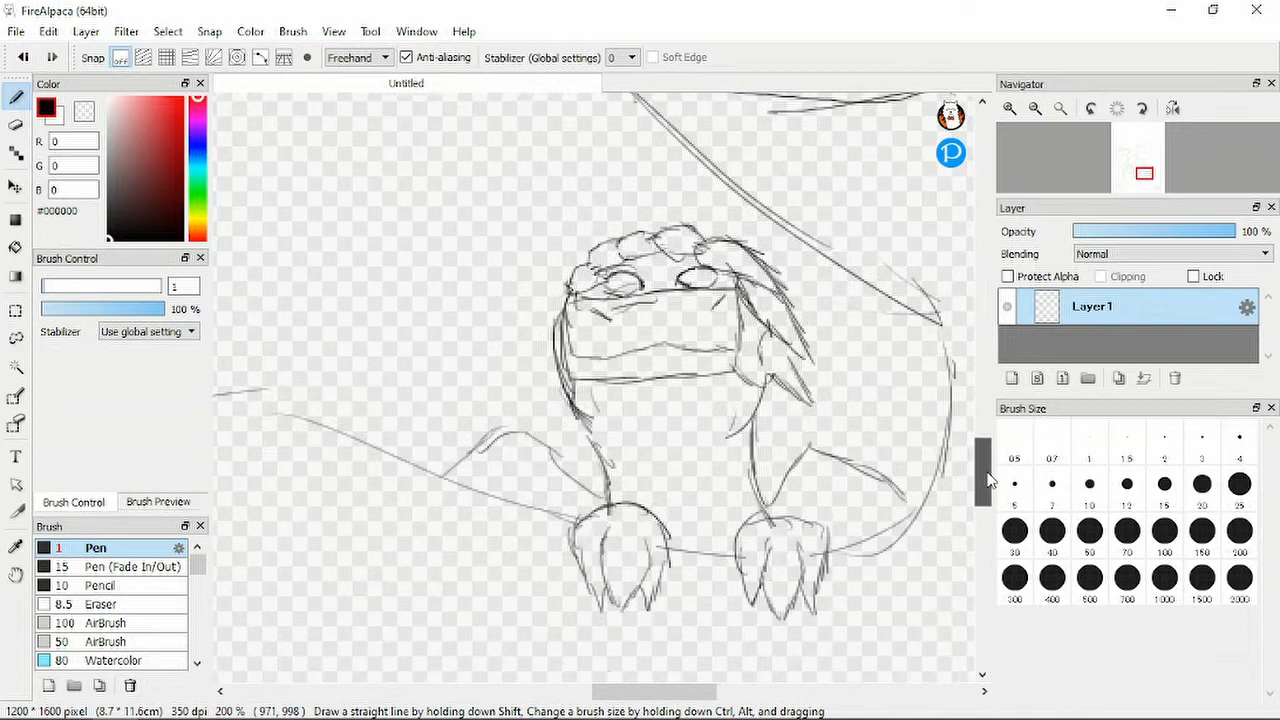 FireAlpaca (64bit)
File Edit Layer Filter Select Snap Color Brush View Tool Window Help
Snap off Freehand Anti-aliasing Stabilizer (Global settings) 0 Soft Edge
Color
R 0
G 0
B 0
#000000
Brush Control
1
100 %
Stabilizer Use global setting
Brush Control Brush Preview
Brush
1 Pen
15 Pen (Fade In/Out)
10 Pencil
8.5 Eraser
100 AirBrush
50 AirBrush
80 Watercolor
Untitled
Navigator
Layer
Opacity 100 %
Blending Normal
Protect Alpha Clipping Lock
Layer1
Brush Size
0.5 0.7 1 1.5 2 3 4
5 7 10 12 15 20 25
30 40 50 70 100 150 200
300 400 500 700 1000 1500 2000
1200 * 1600 pixel (8.7 * 11.6cm) 350 dpi 200 % ( 971, 998 ) Draw a straight line by holding down Shift, Change a brush size by holding down Ctrl, Alt, and dragging